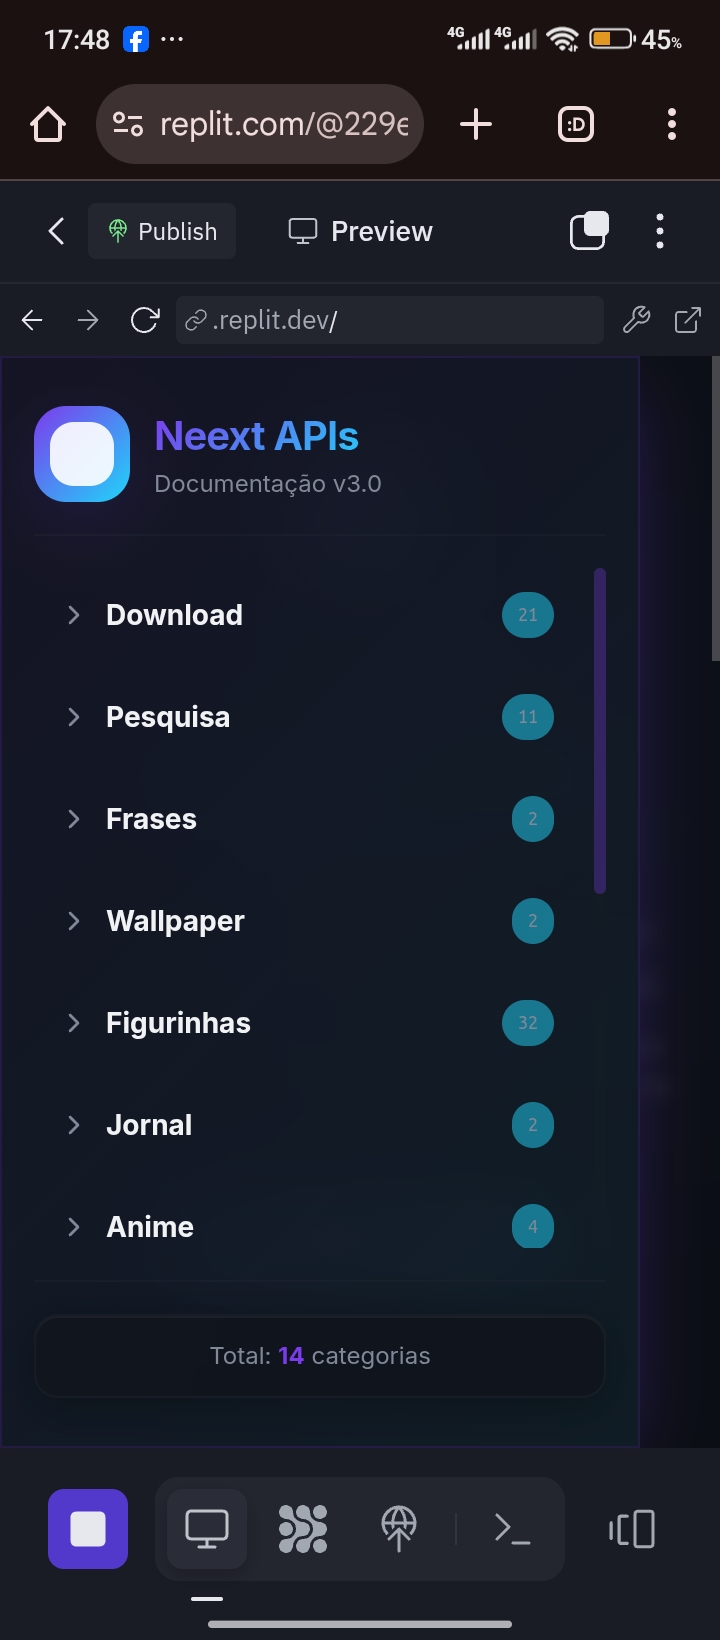 17:48
4G 4G 45%
replit.com/@229e
:D
Publish
Preview
.replit.dev/
Neext APIs
Documentação v3.0
Download 21
Pesquisa 11
Frases 2
Wallpaper 2
Figurinhas 32
Jornal 2
Anime 4
Total: 14 categorias